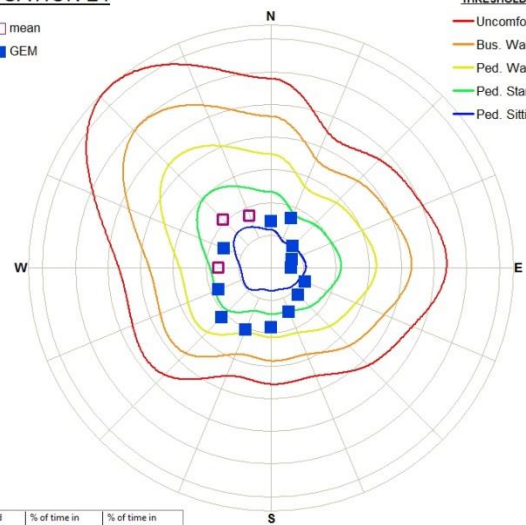 mean
GEM
N
Uncomfo
Bus. Wa
Ped. Wa
Ped. Sta
Ped. Sitti
W
E
S
% of time in
% of time in